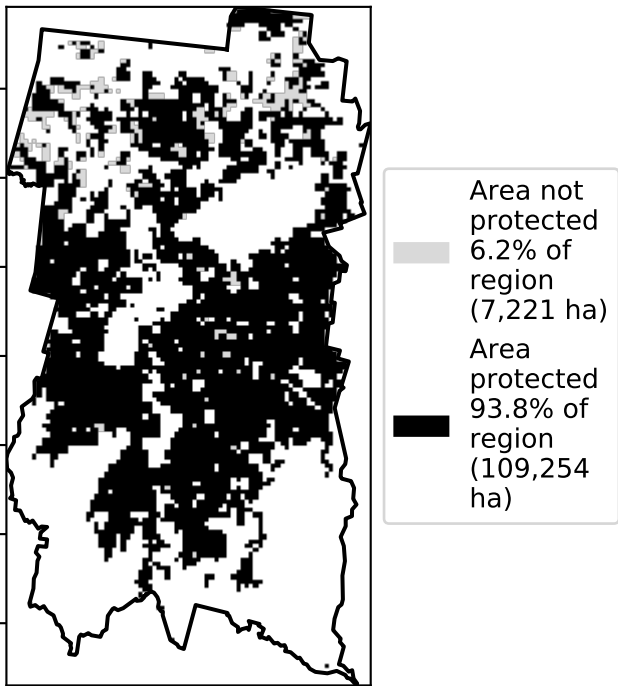 Area not
protected
6.2% of
region
(7,221 ha)
Area
protected
93.8% of
region
(109,254
ha)